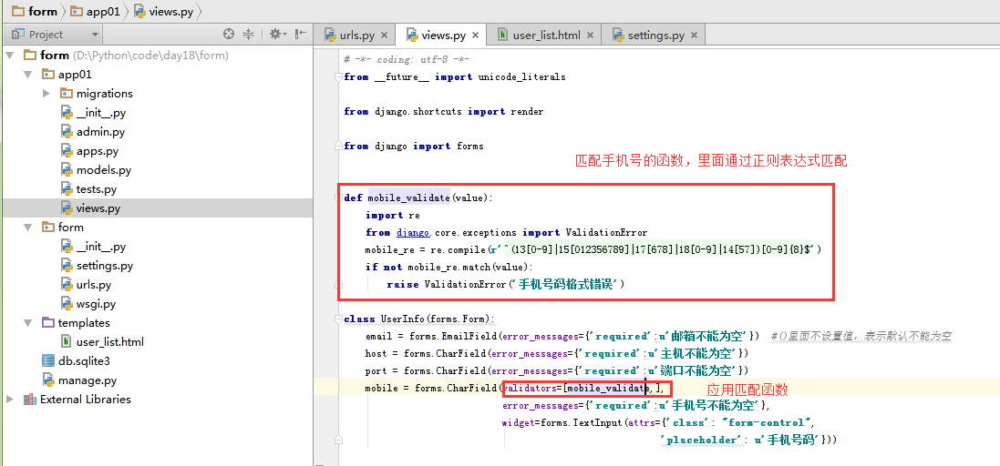 form app01 views.py
Project
urls.py views.py user_list.html settings.py
form (D:\Python\code\day18\form)
app01
migrations
__init__.py
admin.py
apps.py
models.py
tests.py
views.py
form
__init__.py
settings.py
urls.py
wsgi.py
templates
user_list.html
db.sqlite3
manage.py
External Libraries
# -*- coding: utf-8 -*-
from __future__ import unicode_literals
from django.shortcuts import render
from django import forms
匹配手机号的函数，里面通过正则表达式匹配
def mobile_validate(value):
import re
from django.core.exceptions import ValidationError
mobile_re = re.compile(r'^(13[0-9]|15[012356789]|17[678]|18[0-9]|14[57])[0-9]{8}$')
if not mobile_re.match(value):
raise ValidationError('手机号码格式错误')
class UserInfo(forms.Form):
email = forms.EmailField(error_messages={'required':u'邮箱不能为空'}) #()里面不设置值，表示默认不能为空
host = forms.CharField(error_messages={'required':u'主机不能为空'})
port = forms.CharField(error_messages={'required':u'端口不能为空'})
mobile = forms.CharField(validators=[mobile_validate,], 应用匹配函数
error_messages={'required':u'手机号不能为空'},
widget=forms.TextInput(attrs={'class': "form-control",
'placeholder': u'手机号码'}))